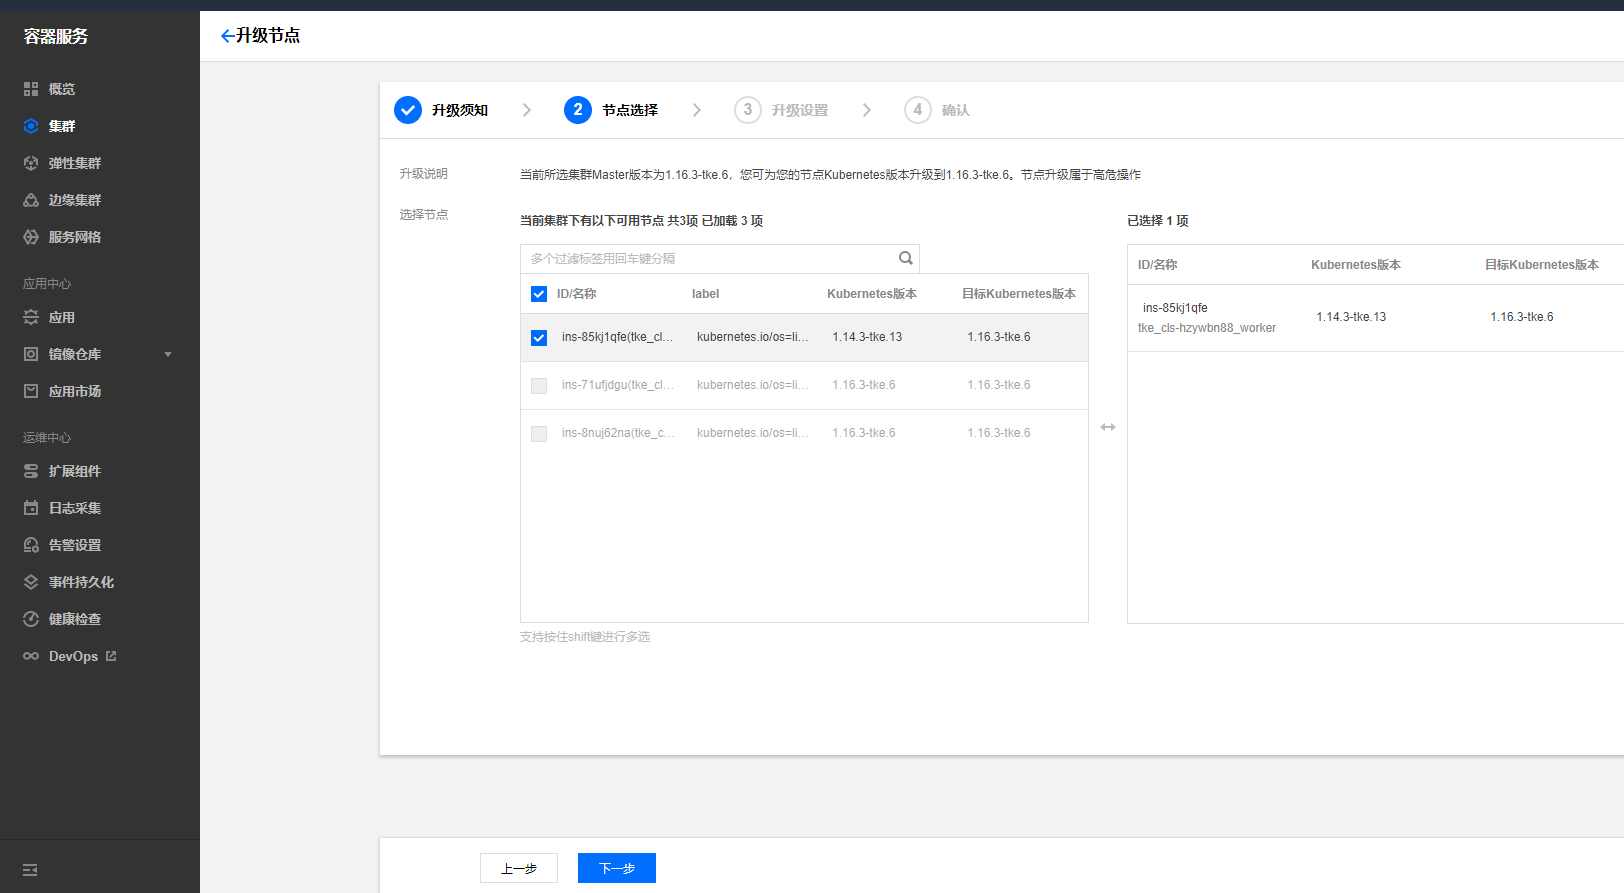 容器服务
概览
集群
弹性集群
边缘集群
服务网格
应用中心
应用
镜像仓库
应用市场
运维中心
扩展组件
日志采集
告警设置
事件持久化
健康检查
DevOps
升级节点
升级须知
2 节点选择
3 升级设置
4 确认
升级说明 当前所选集群Master版本为1.16.3-tke.6，您可为您的节点Kubernetes版本升级到1.16.3-tke.6。节点升级属于高危操作
选择节点
当前集群下有以下可用节点 共3项 已加载 3 项
多个过滤标签用回车键分隔
ID/名称 label Kubernetes版本 目标Kubernetes版本
ins-85kj1qfe(tke_cl... kubernetes.io/os=li... 1.14.3-tke.13 1.16.3-tke.6
ins-71ufjdgu(tke_cl... kubernetes.io/os=li... 1.16.3-tke.6 1.16.3-tke.6
ins-8nuj62na(tke_c... kubernetes.io/os=li... 1.16.3-tke.6 1.16.3-tke.6
支持按住shift键进行多选
已选择 1 项
ID/名称 Kubernetes版本 目标Kubernetes版本
ins-85kj1qfe
tke_cls-hzywbn88_worker 1.14.3-tke.13 1.16.3-tke.6
上一步 下一步